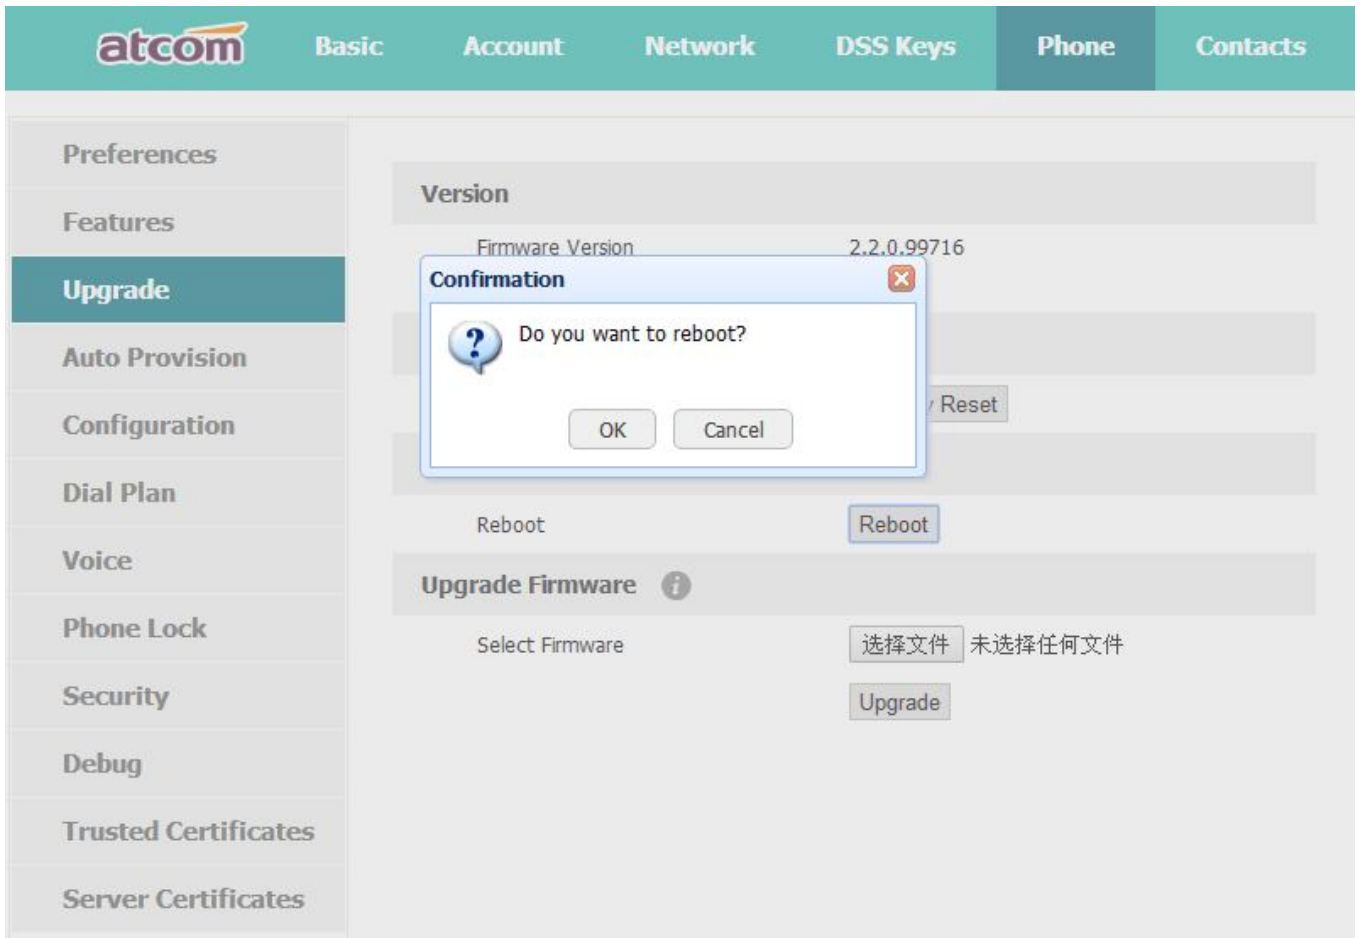 atcom Basic Account Network DSS Keys Phone Contacts
Preferences
Features
Upgrade
Auto Provision
Configuration
Dial Plan
Voice
Phone Lock
Security
Debug
Trusted Certificates
Server Certificates
Version
Firmware Version 2.2.0.99716
Confirmation
Do you want to reboot?
OK Cancel
Reset
Reboot Reboot
Upgrade Firmware i
Select Firmware 选择文件 未选择任何文件
Upgrade